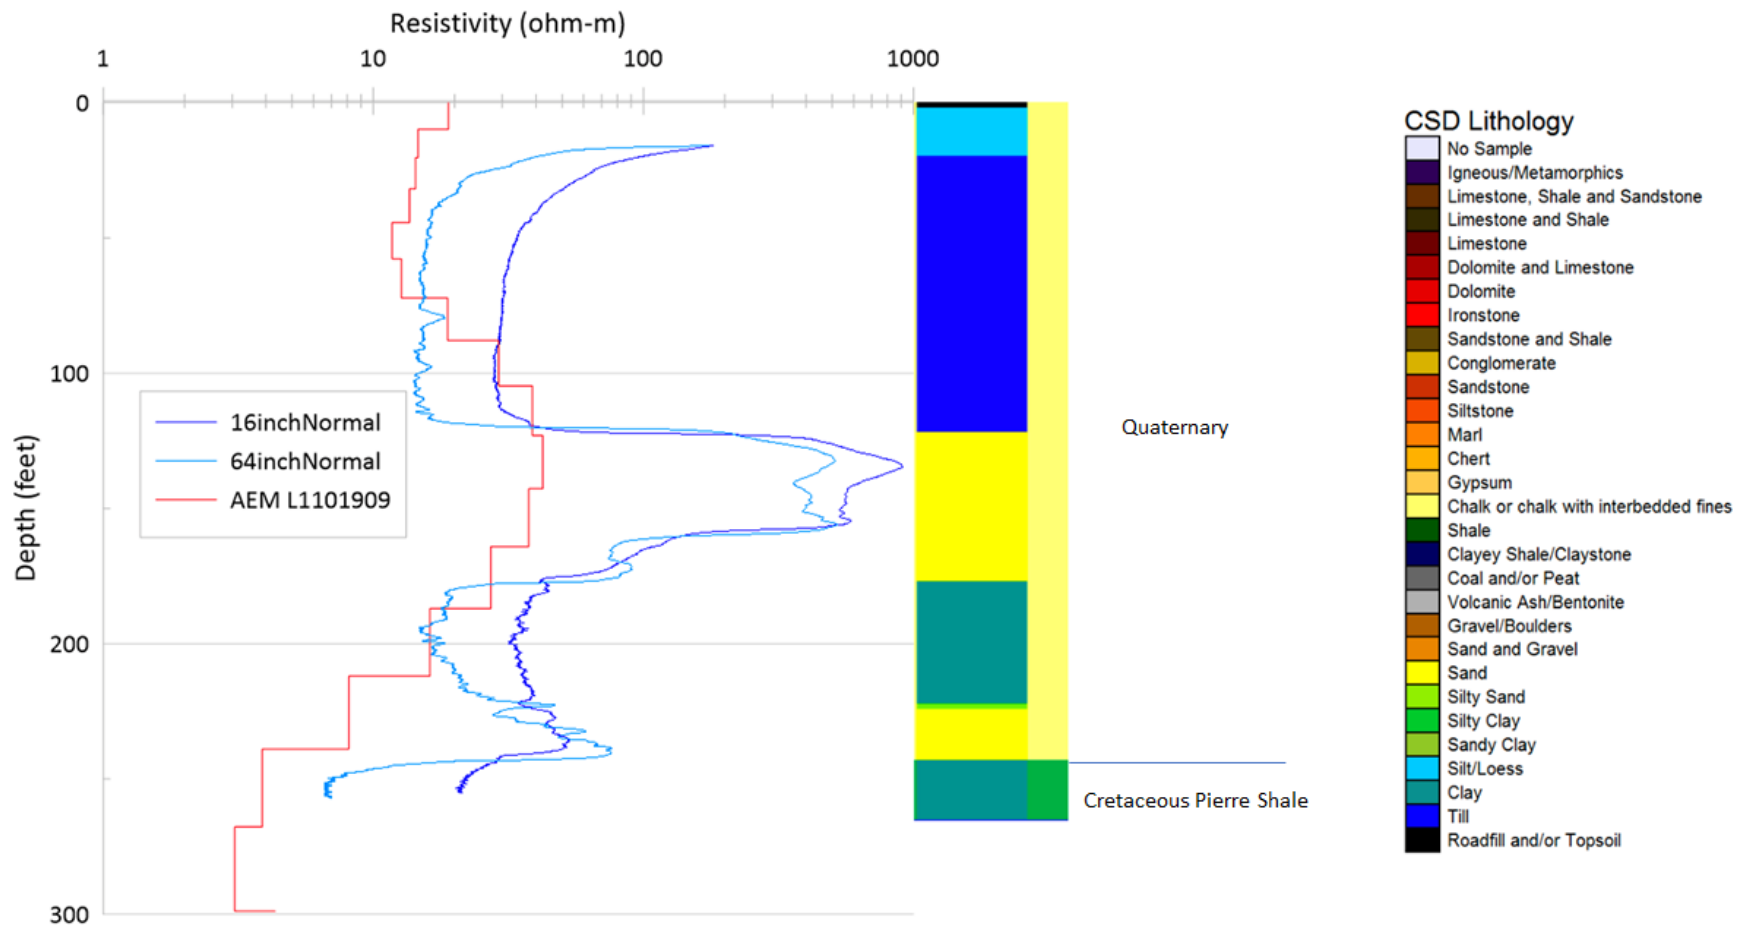 Resistivity (ohm-m)
1 10 100 1000
0
100
200
300
Depth (feet)
16inchNormal
64inchNormal
AEM L1101909
Quaternary
Cretaceous Pierre Shale
CSD Lithology
No Sample
Igneous/Metamorphics
Limestone, Shale and Sandstone
Limestone and Shale
Limestone
Dolomite and Limestone
Dolomite
Ironstone
Sandstone and Shale
Conglomerate
Sandstone
Siltstone
Marl
Chert
Gypsum
Chalk or chalk with interbedded fines
Shale
Clayey Shale/Claystone
Coal and/or Peat
Volcanic Ash/Bentonite
Gravel/Boulders
Sand and Gravel
Sand
Silty Sand
Silty Clay
Sandy Clay
Silt/Loess
Clay
Till
Roadfill and/or Topsoil